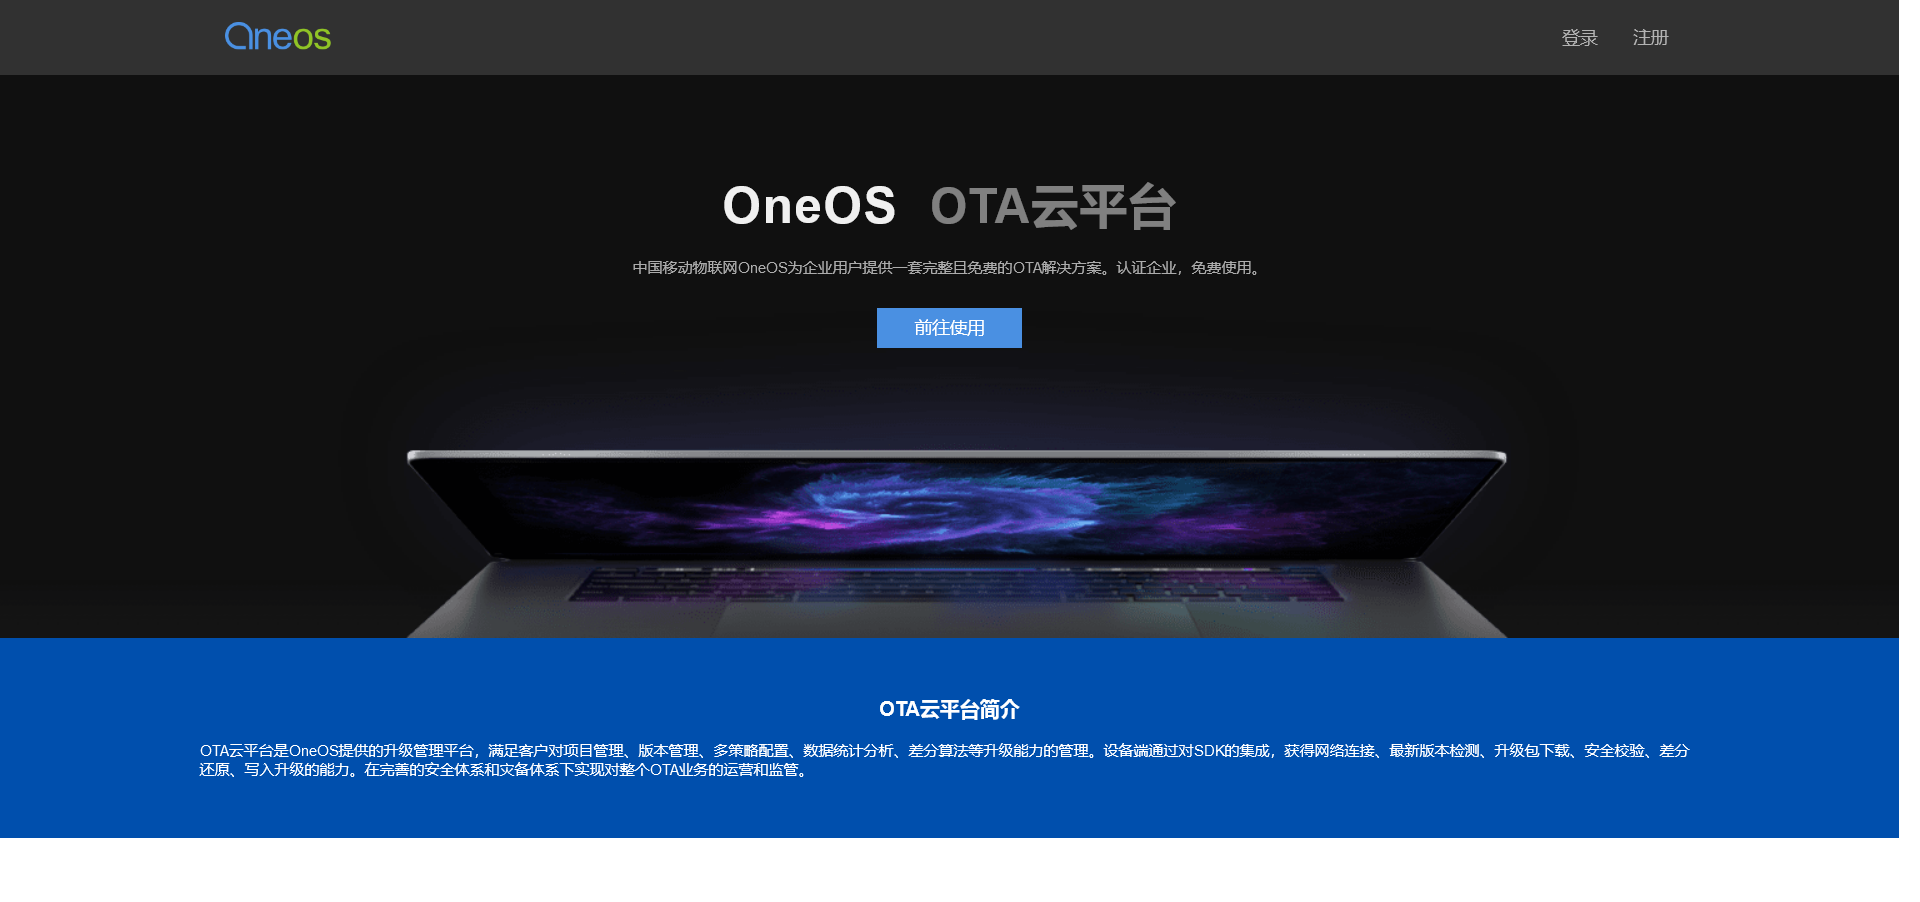 Oneos
登录 注册
OneOS OTA云平台
中国移动物联网OneOS为企业用户提供一套完整且免费的OTA解决方案。认证企业，免费使用。
前往使用
OTA云平台简介
OTA云平台是OneOS提供的升级管理平台，满足客户对项目管理、版本管理、多策略配置、数据统计分析、差分算法等升级能力的管理。设备端通过对SDK的集成，获得网络连接、最新版本检测、升级包下载、安全校验、差分
还原、写入升级的能力。在完善的安全体系和灾备体系下实现对整个OTA业务的运营和监管。